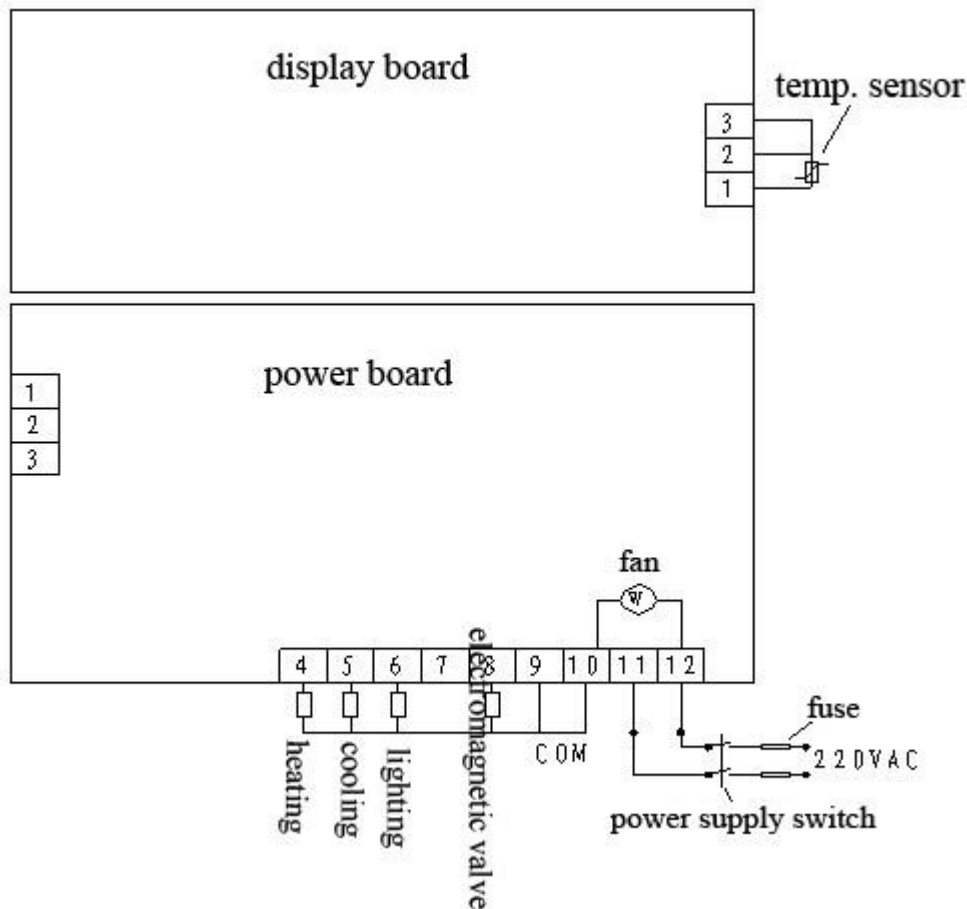 display board
temp. sensor
3
2
1
power board
1
2
3
fan
W
4 5 6 7 8 9 10 11 12
heating
cooling
lighting
electromagnetic valve
COM
fuse
220VAC
power supply switch